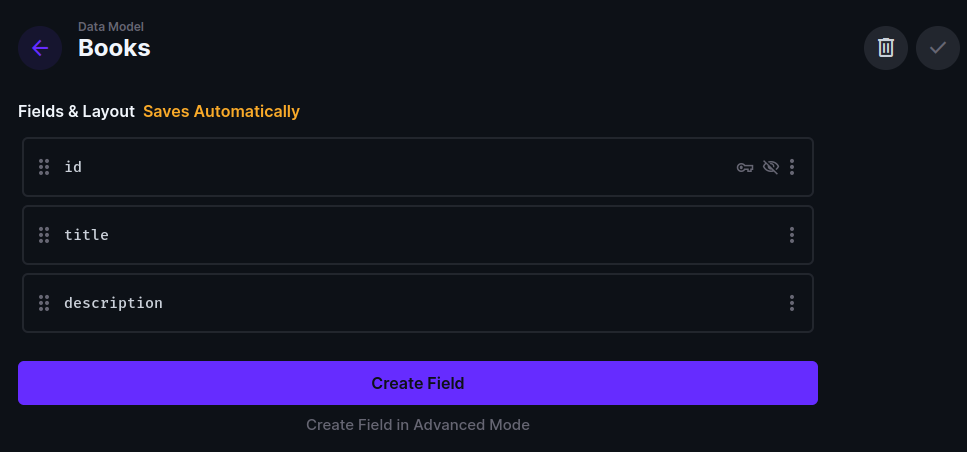 Data Model
Books
Fields & Layout Saves Automatically
id
title
description
Create Field
Create Field in Advanced Mode